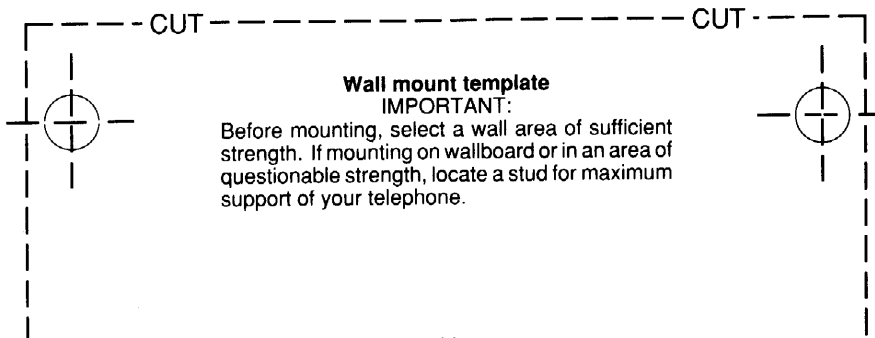 CUT CUT
Wall mount template
IMPORTANT:
Before mounting, select a wall area of sufficient
strength. If mounting on wallboard or in an area of
questionable strength, locate a stud for maximum
support of your telephone.